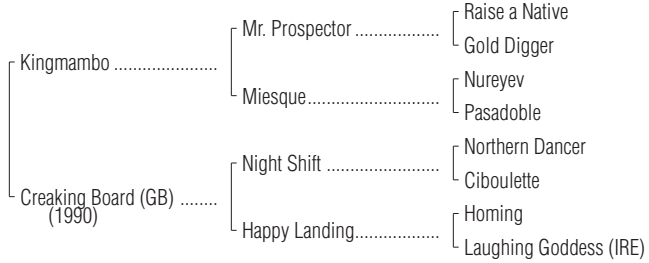 Raise a Native
Mr. Prospector ..................
Gold Digger
Kingmambo ......................
Nureyev
Miesque............................
Pasadoble
Northern Dancer
Night Shift ........................
Ciboulette
Creaking Board (GB) ........
(1990)
Homing
Happy Landing..................
Laughing Goddess (IRE)